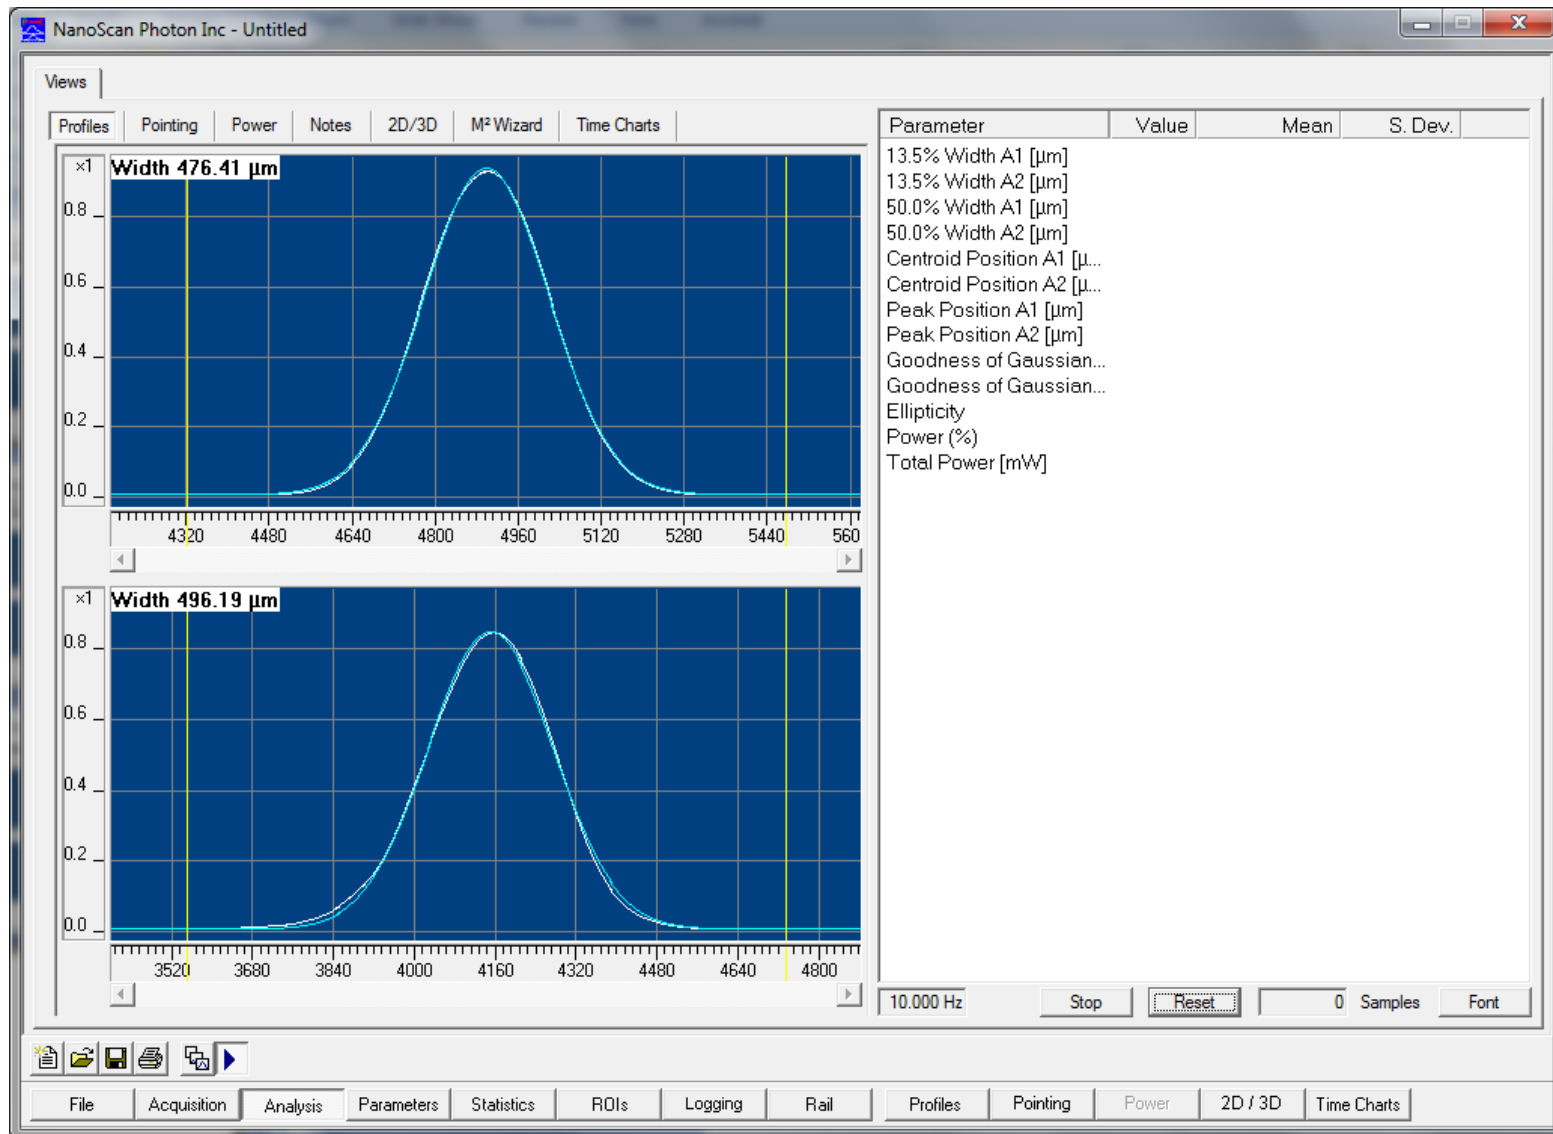 NanoScan Photon Inc - Untitled
Views
Profiles Pointing Power Notes 2D/3D M² Wizard Time Charts
×1 Width 476.41 µm
0.8
0.6
0.4
0.2
0.0
4320 4480 4640 4800 4960 5120 5280 5440 560
×1 Width 496.19 µm
0.8
0.6
0.4
0.2
0.0
3520 3680 3840 4000 4160 4320 4480 4640 4800
Parameter Value Mean S. Dev.
13.5% Width A1 [µm]
13.5% Width A2 [µm]
50.0% Width A1 [µm]
50.0% Width A2 [µm]
Centroid Position A1 [µ...
Centroid Position A2 [µ...
Peak Position A1 [µm]
Peak Position A2 [µm]
Goodness of Gaussian...
Goodness of Gaussian...
Ellipticity
Power (%)
Total Power [mW]
10.000 Hz Stop Reset 0 Samples Font
File Acquisition Analysis Parameters Statistics ROIs Logging Rail Profiles Pointing Power 2D / 3D Time Charts